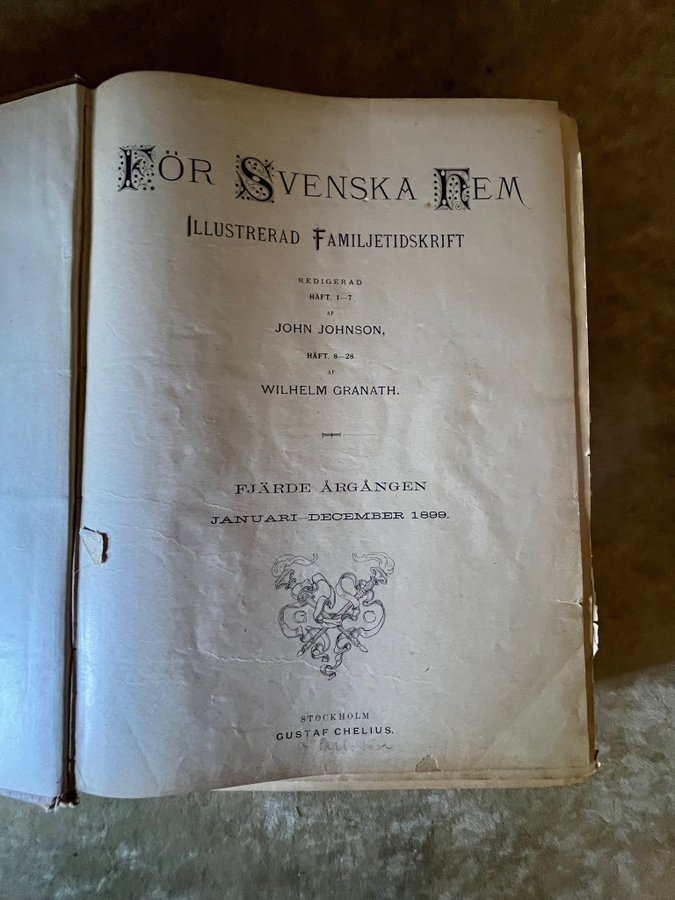 FÖR SVENSKA HEM
ILLUSTRERAD FAMILJETIDSKRIFT
REDIGERAD
HÄFT. 1—7
AF
JOHN JOHNSON,
HÄFT. 8—28
AF
WILHELM GRANATH.
FJÄRDE ÅRGÅNGEN
JANUARI—DECEMBER 1899.
STOCKHOLM
GUSTAF CHELIUS.